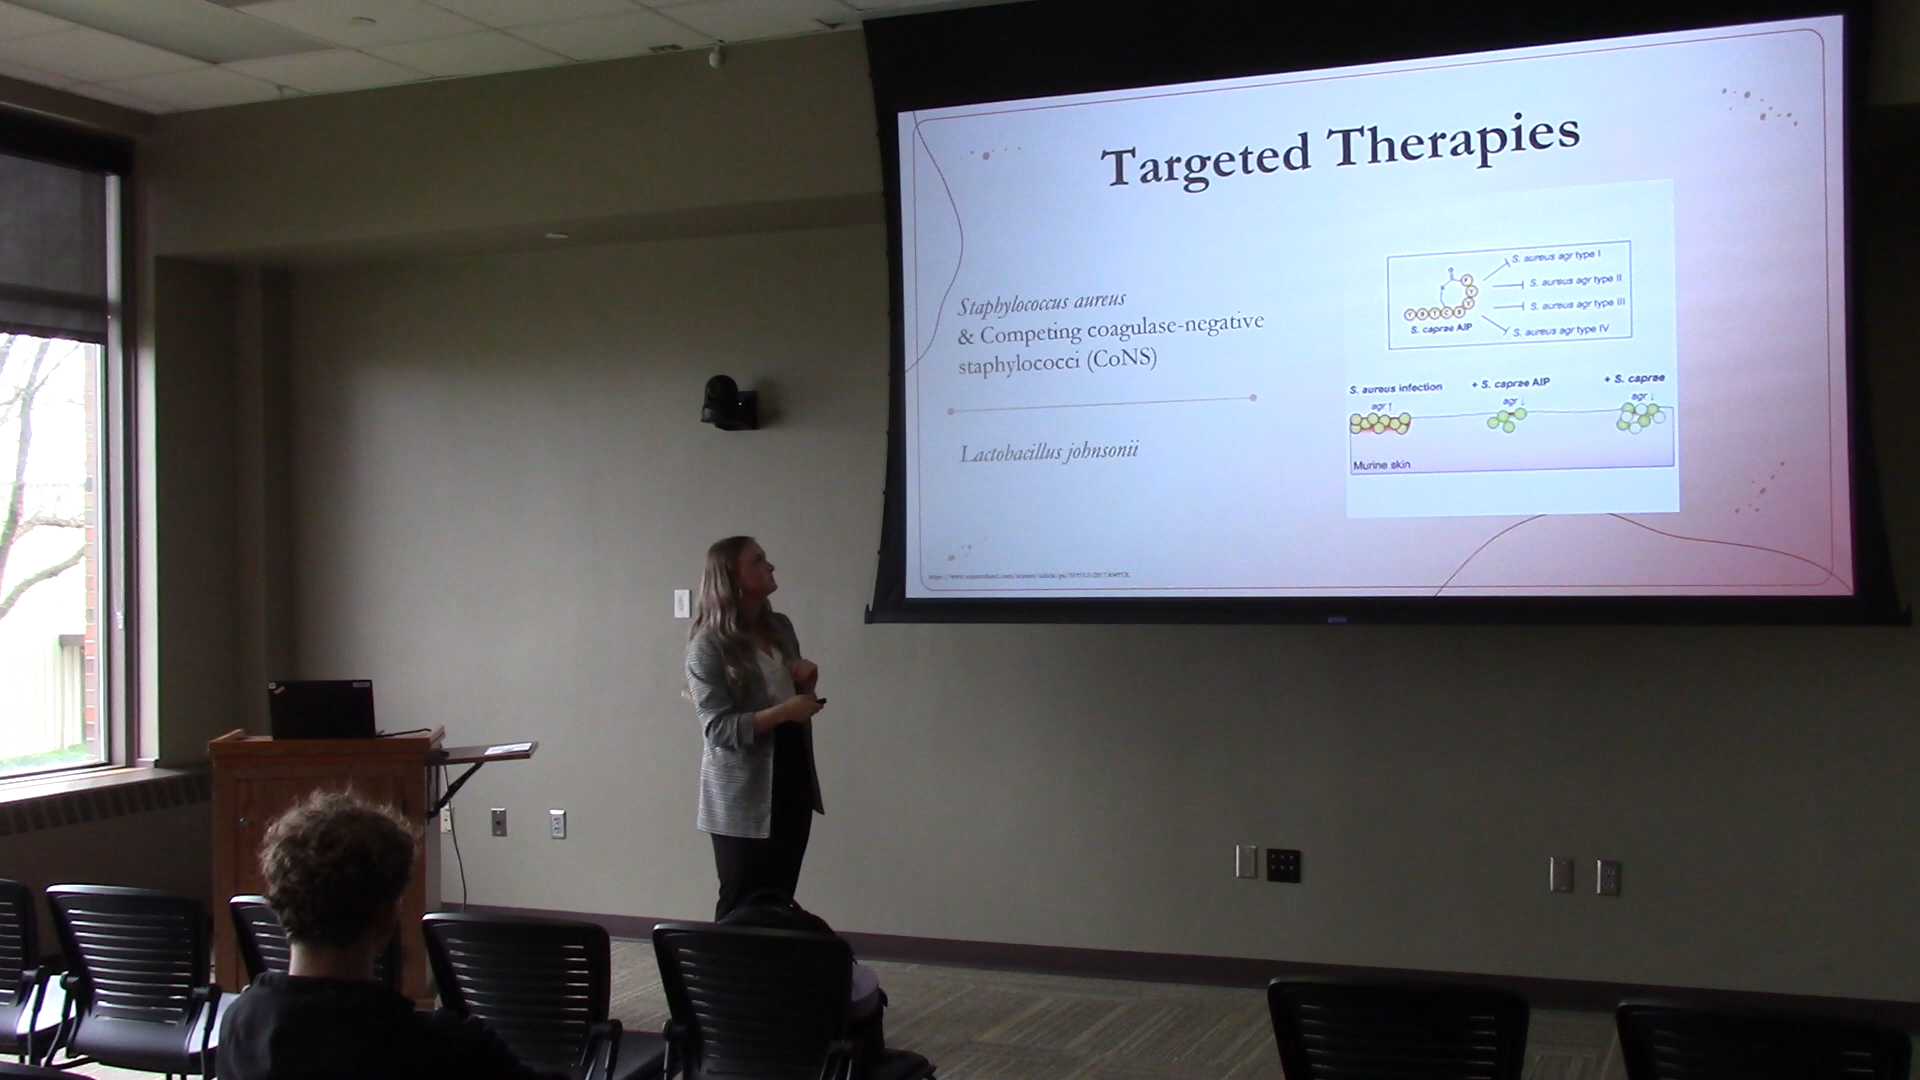 Targeted Therapies
Staphylococcus aureus
& Competing coagulase-negative
staphylococci (CoNS)
Lactobacillus johnsonii
S. aureus agr type I
S. aureus agr type II
S. aureus agr type III
S. aureus agr type IV
S. caprae AIP
S. aureus infection
+ S. caprae AIP
+ S. caprae
agr ↑
agr ↓
agr ↓
Murine skin